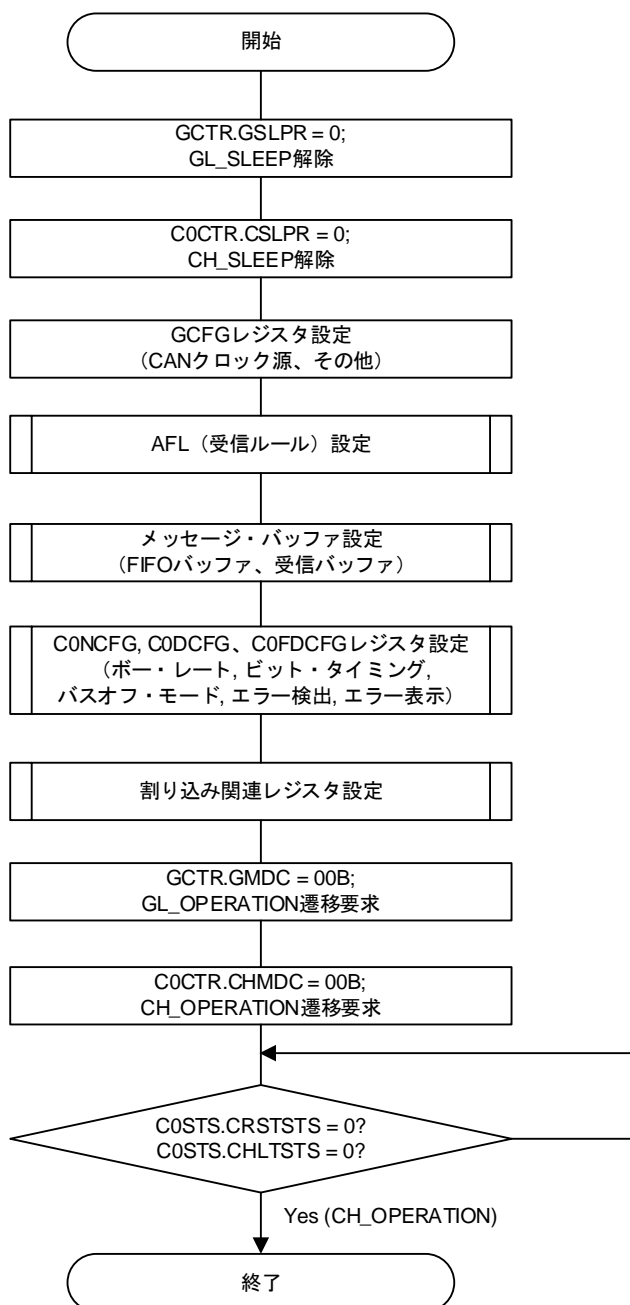 開始
GCTR.GSLPR = 0;
GL_SLEEP解除
C0CTR.CSLPR = 0;
CH_SLEEP解除
GCFGレジスタ設定
（CANクロック源、その他）
AFL（受信ルール）設定
メッセージ・バッファ設定
（FIFOバッファ、受信バッファ）
C0NCFG, C0DCFG、C0FDCFGレジスタ設定
（ボー・レート, ビット・タイミング,
バスオフ・モード, エラー検出, エラー表示）
割り込み関連レジスタ設定
GCTR.GMDC = 00B;
GL_OPERATION遷移要求
C0CTR.CHMDC = 00B;
CH_OPERATION遷移要求
C0STS.CRSTSTS = 0?
C0STS.CHLTSTS = 0?
Yes (CH_OPERATION)
終了